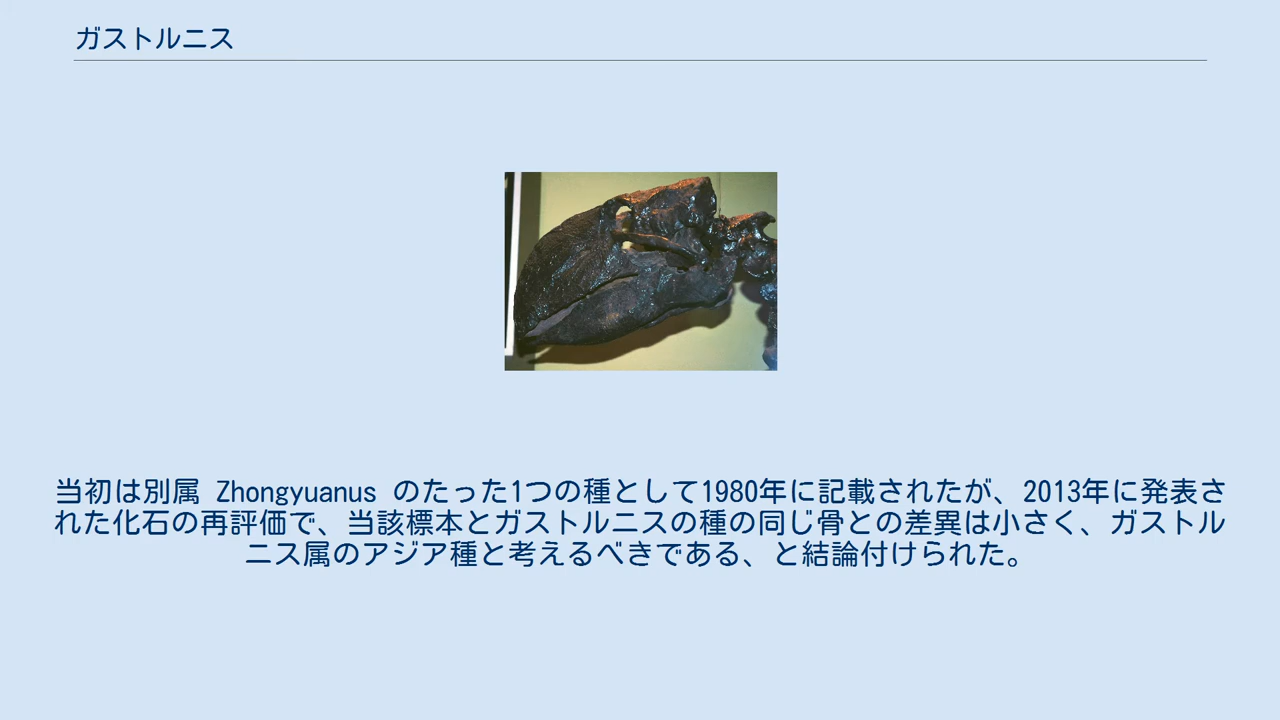 ガストルニス
当初は別属 Zhongyuanus のたった1つの種として1980年に記載されたが、2013年に発表さ
れた化石の再評価で、当該標本とガストルニスの種の同じ骨との差異は小さく、ガストル
ニス属のアジア種と考えるべきである、と結論付けられた。